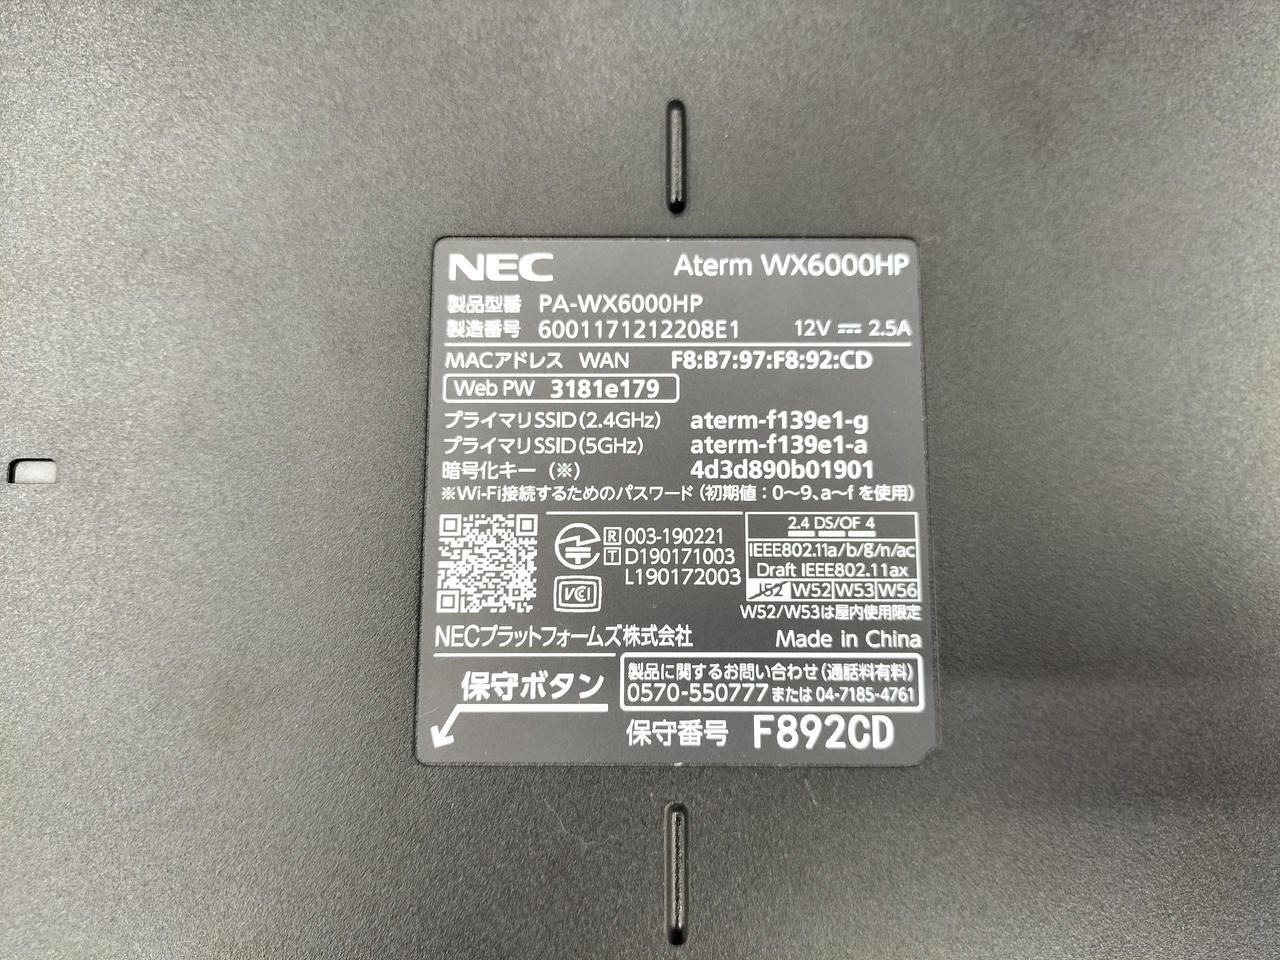 NEC Aterm WX6000HP
製品型番 PA-WX6000HP
製造番号 6001171212208E1 12V ⎓ 2.5A
MACアドレス WAN F8:B7:97:F8:92:CD
Web PW 3181e179
プライマリSSID(2.4GHz) aterm-f139e1-g
プライマリSSID(5GHz) aterm-f139e1-a
暗号化キー (※) 4d3d890b01901
※Wi-Fi接続するためのパスワード(初期値:0〜9、a〜f を使用)
R 003-190221
T D190171003
L190172003
VCI
2.4 DS/OF 4
IEEE802.11a/b/g/n/ac
Draft IEEE802.11ax
J52 W52 W53 W56
W52/W53は屋内使用限定
NECプラットフォームズ株式会社 Made in China
保守ボタン
製品に関するお問い合わせ(通話料有料)
0570-550777 または 04-7185-4761
保守番号 F892CD